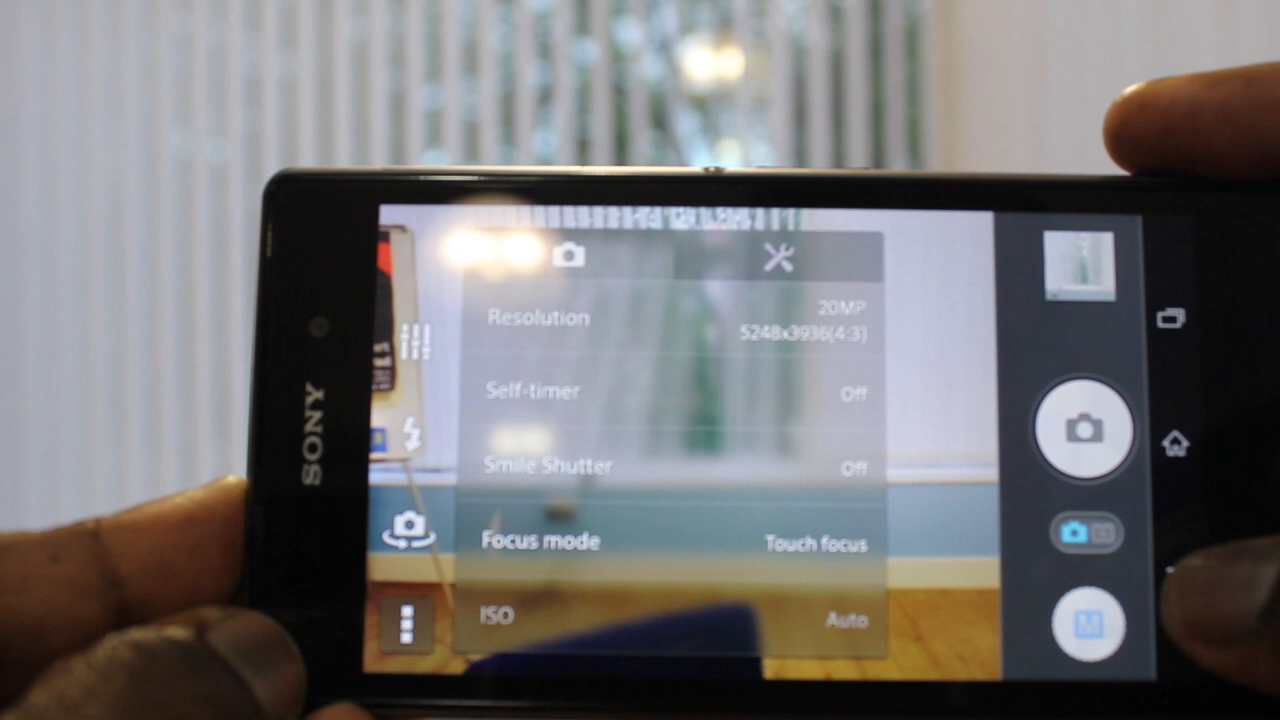 SONY
Resolution
20MP
5248x3936(4:3)
Self-timer
Off
Smile Shutter
Off
Focus mode
Touch focus
ISO
Auto
M